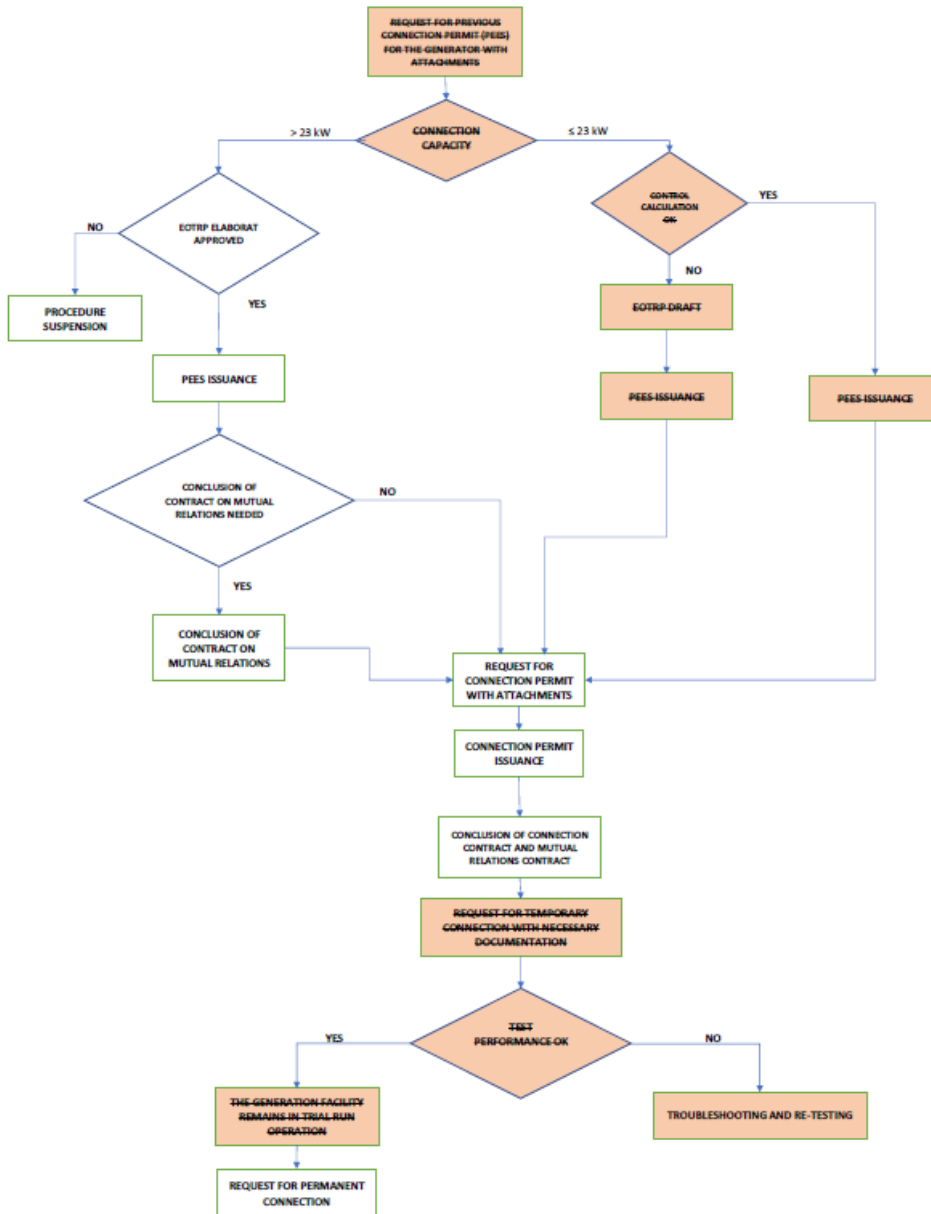 REQUEST FOR PREVIOUS
CONNECTION PERMIT (PEES)
FOR THE GENERATOR WITH
ATTACHMENTS
> 23 kW
CONNECTION
CAPACITY
≤ 23 kW
CONTROL
CALCULATION
OK
YES
NO
EOTRP ELABORAT
APPROVED
NO
EOTRP DRAFT
PROCEDURE
SUSPENSION
YES
PEES ISSUANCE
PEES ISSUANCE
PEES ISSUANCE
CONCLUSION OF
CONTRACT ON MUTUAL
RELATIONS NEEDED
NO
YES
CONCLUSION OF
CONTRACT ON
MUTUAL RELATIONS
REQUEST FOR
CONNECTION PERMIT
WITH ATTACHMENTS
CONNECTION PERMIT
ISSUANCE
CONCLUSION OF CONNECTION
CONTRACT AND MUTUAL
RELATIONS CONTRACT
REQUEST FOR TEMPORARY
CONNECTION WITH NECESSARY
DOCUMENTATION
YES
TEST
PERFORMANCE OK
NO
THE GENERATION FACILITY
REMAINS IN TRIAL RUN
OPERATION
TROUBLESHOOTING AND RE-TESTING
REQUEST FOR PERMANENT
CONNECTION